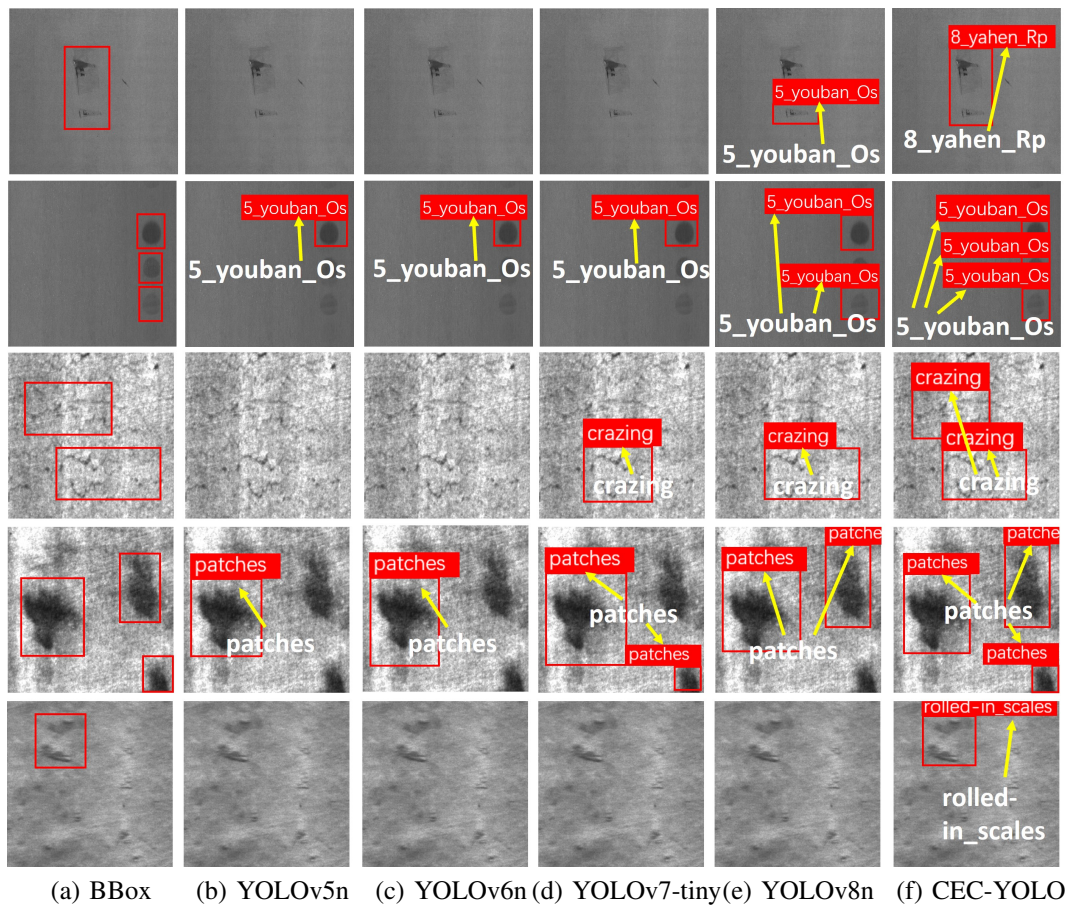 5_youban_Os
5_youban_Os
8_yahen_Rp
8_yahen_Rp
5_youban_Os
5_youban_Os
5_youban_Os
5_youban_Os
5_youban_Os
5_youban_Os
5_youban_Os
5_youban_Os
5_youban_Os
5_youban_Os
5_youban_Os
5_youban_Os
5_youban_Os
crazing
crazing
crazing
crazing
crazing
crazing
crazing
patches
patches
patches
patches
patches
patches
patches
patches
patche
patches
patches
patche
patches
patches
patches
rolled-in_scales
rolled-
in_scales
(a) BBox
(b) YOLOv5n
(c) YOLOv6n
(d) YOLOv7-tiny
(e) YOLOv8n
(f) CEC-YOLO